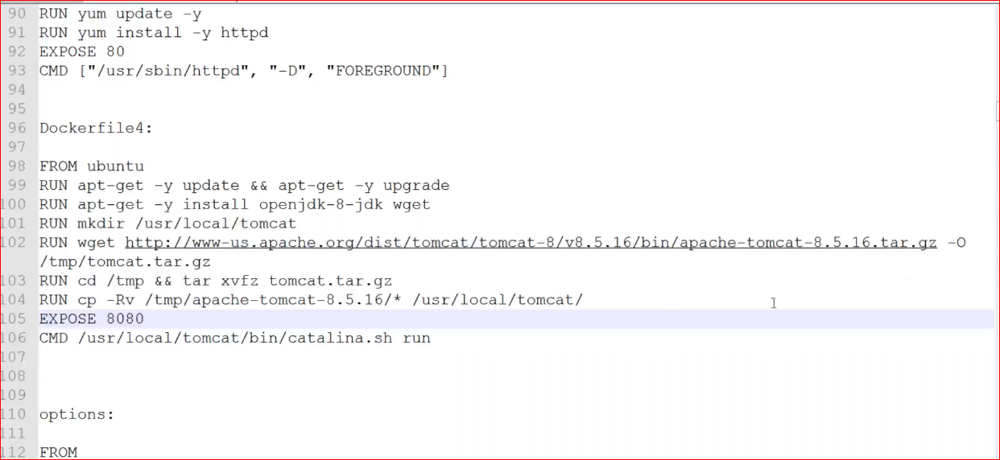 90 RUN yum update -y
91 RUN yum install -y httpd
92 EXPOSE 80
93 CMD ["/usr/sbin/httpd", "-D", "FOREGROUND"]
94
95
96 Dockerfile4:
97
98 FROM ubuntu
99 RUN apt-get -y update && apt-get -y upgrade
100 RUN apt-get -y install openjdk-8-jdk wget
101 RUN mkdir /usr/local/tomcat
102 RUN wget http://www-us.apache.org/dist/tomcat/tomcat-8/v8.5.16/bin/apache-tomcat-8.5.16.tar.gz -O
/tmp/tomcat.tar.gz
103 RUN cd /tmp && tar xvfz tomcat.tar.gz
104 RUN cp -Rv /tmp/apache-tomcat-8.5.16/* /usr/local/tomcat/
105 EXPOSE 8080
106 CMD /usr/local/tomcat/bin/catalina.sh run
107
108
109
110 options:
111
112 FROM